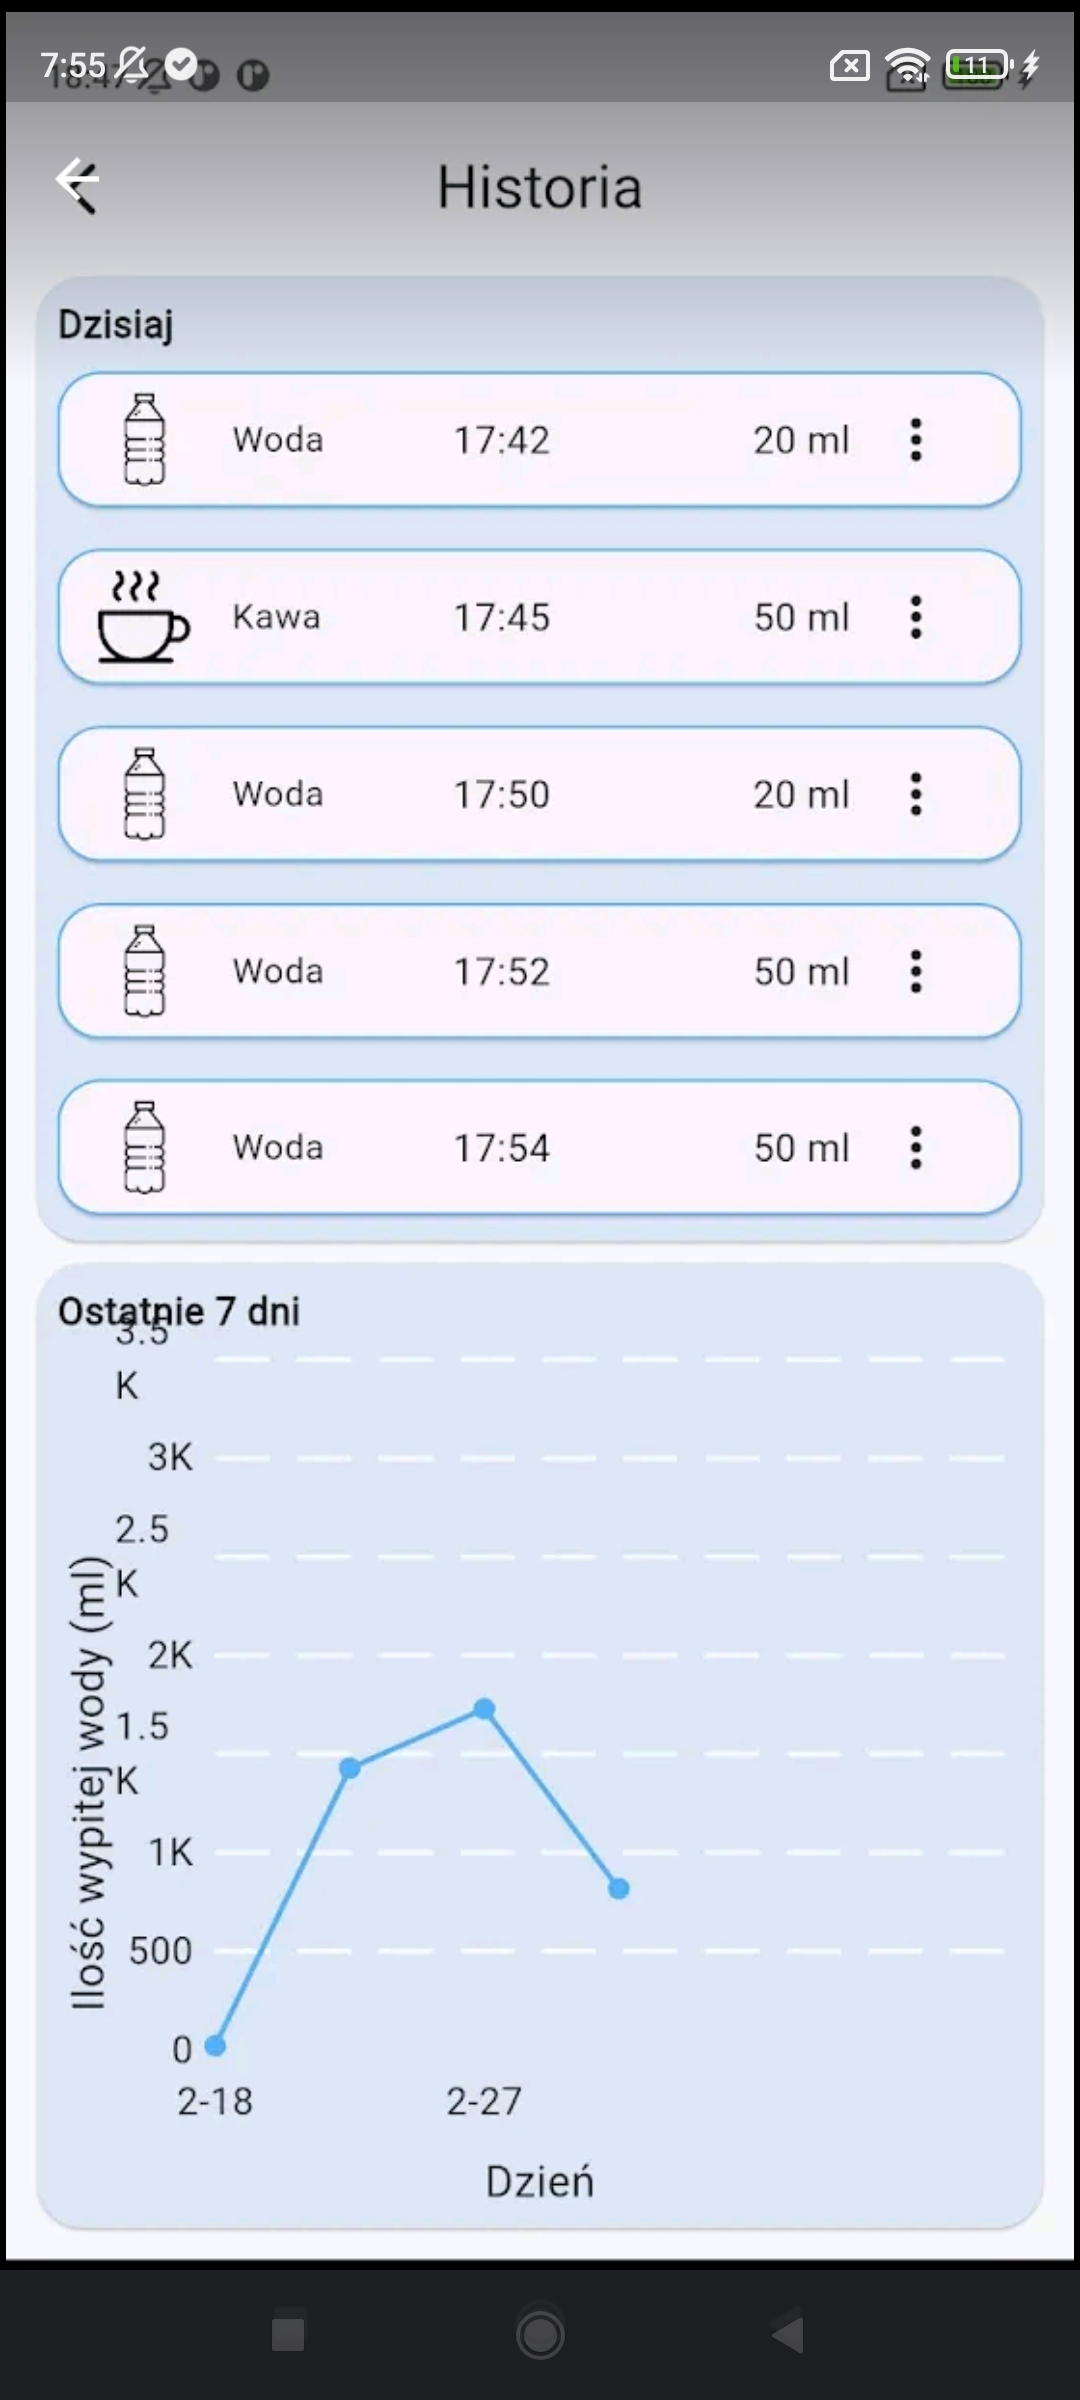 7:55
18:47
11
Historia
Dzisiaj
Woda 17:42 20 ml
Kawa 17:45 50 ml
Woda 17:50 20 ml
Woda 17:52 50 ml
Woda 17:54 50 ml
Ostatnie 7 dni
3.5
K
3K
2.5
K
2K
1.5
K
1K
500
0
Ilość wypitej wody (ml)
2-18 2-27
Dzień